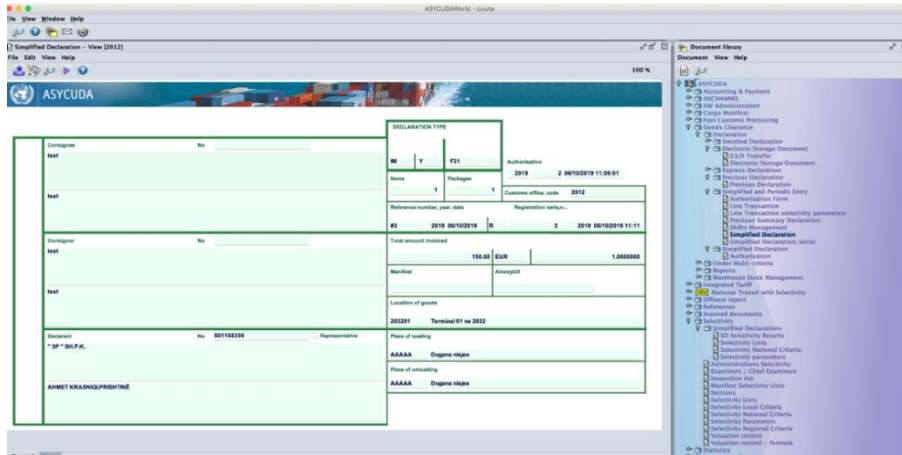 ASYCUDAWorld - cciuta
File View Window Help
Simplified Declaration - View [2012]
File Edit View Help
100 %
ASYCUDA
DECLARATION TYPE
IM Y F31
Authorisation
2019 2 06/10/2019 11:09:01
Items Packages
1 1
Customs office, code 2012
Reference number, year, date Registration serie,n...
#3 2019 06/10/2019 R 3 2019 06/10/2019 11:11
Consignee No
test
test
Consignor No
test
test
Total amount invoiced
150.00 EUR 1.0000000
Manifest Airwaybill
Location of goods
203201 Terminal 01 ne 2032
Declarant No 601198356 Representative
" 3P " SH.P.K.
AHMET KRASNIQI,PRISHTINË
Place of loading
AAAAA Dogana nisjes
Place of unloading
AAAAA Dogana nisjes
Document library
Document View Help
ASYCUDA
Accounting & Payment
ASCHANNEL
AW Administration
Cargo Manifest
Fast Customs Processing
Goods Clearance
Declaration
Detailed Declaration
Electronic Storage Document
E.S.D Transfer
Electronic Storage Document
Express Declaration
Previous Declaration
Previous Declaration
Simplified and Periodic Entry
Authorization Form
Line Transaction
Line Transaction selectivity parameters
Previous Summary Declaration
Shifts Management
Simplified Declaration
Simplified Declaration, serial
Simplified Declaration
Authorisation
Finder Multi-criteria
Reports
Warehouse Stock Management
Integrated Tariff
National Transit with Selectivity
Offence report
References
Scanned documents
Selectivity
Simplified Declarations
SD Selectivity Results
Selectivity Lists
Selectivity National Criteria
Selectivity parameters
Administrations Selectivity
Examiners / Chief Examiners
Inspection Act
Manifest Selectivity Lists
Sections
Selectivity Lists
Selectivity Local Criteria
Selectivity National Criteria
Selectivity Parameters
Selectivity Regional Criteria
Valuation control
Valuation control - formula
Statistics